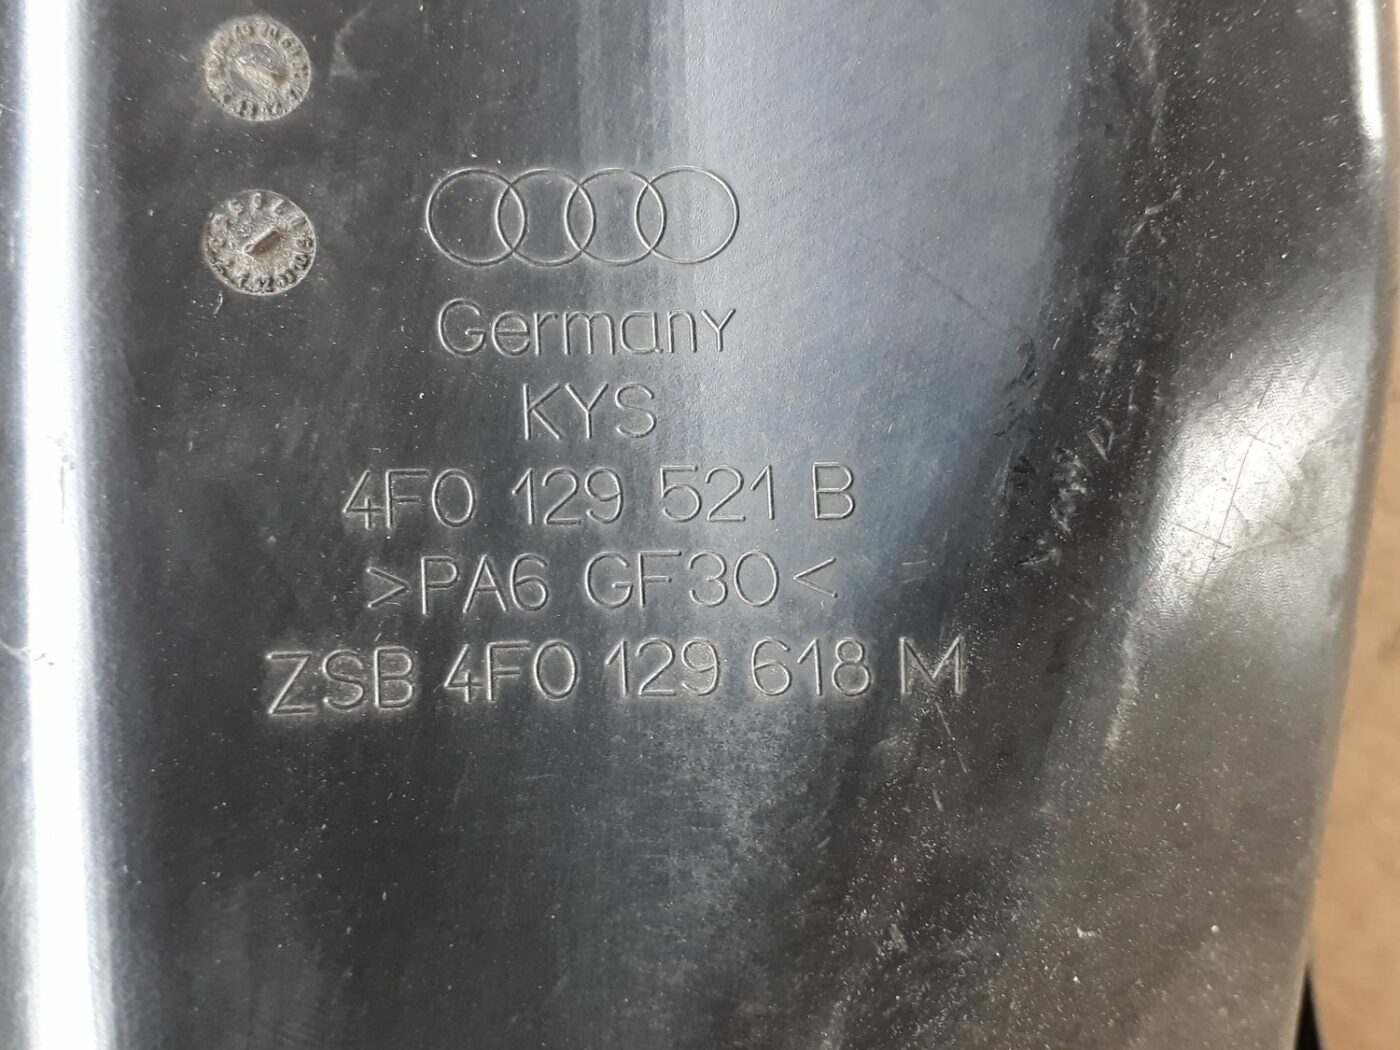 Germany
KYS
4F0 129 521 B
>PA6 GF30<
ZSB 4F0 129 618 M